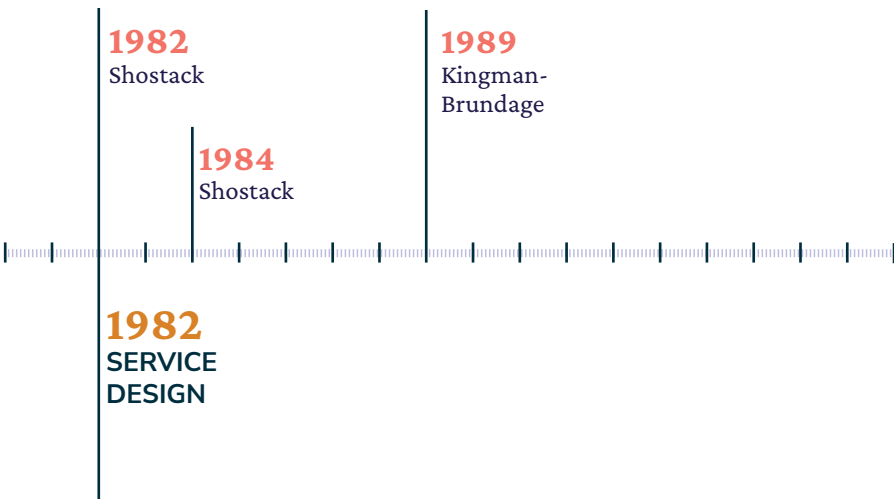 1982
Shostack
1989
Kingman-
Brundage
1984
Shostack
1982
SERVICE
DESIGN